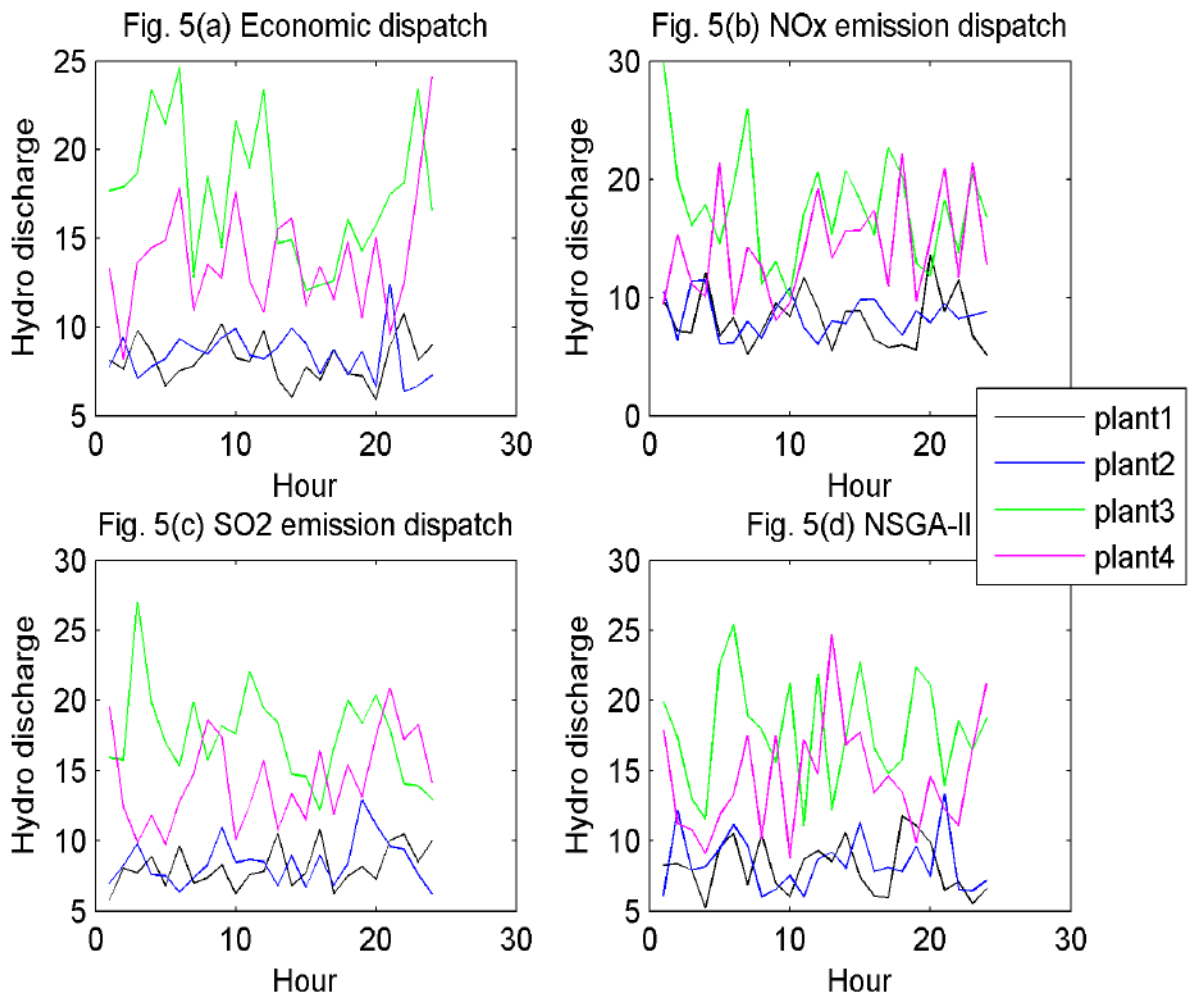 Fig. 5(a) Economic dispatch
25
20
15
10
5
0
10
20
30
Hydro discharge
Hour
Fig. 5(b) NOx emission dispatch
30
20
10
0
0
10
20
30
Hydro discharge
Hour
plant1
plant2
plant3
plant4
Fig. 5(c) SO2 emission dispatch
30
25
20
15
10
5
0
10
20
30
Hydro discharge
Hour
Fig. 5(d) NSGA-II
30
25
20
15
10
5
0
10
20
30
Hydro discharge
Hour